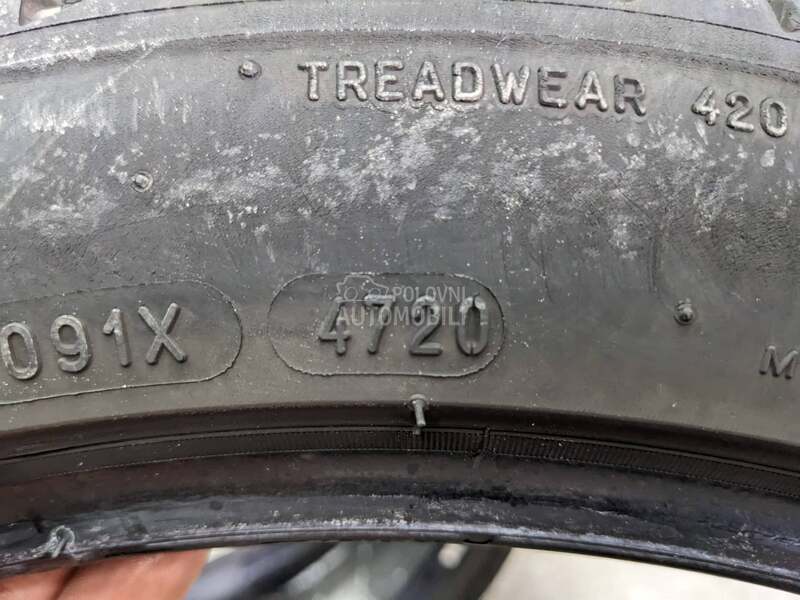 TREADWEAR 420
POLOVNI
AUTOMOBILI
091X 4720
M